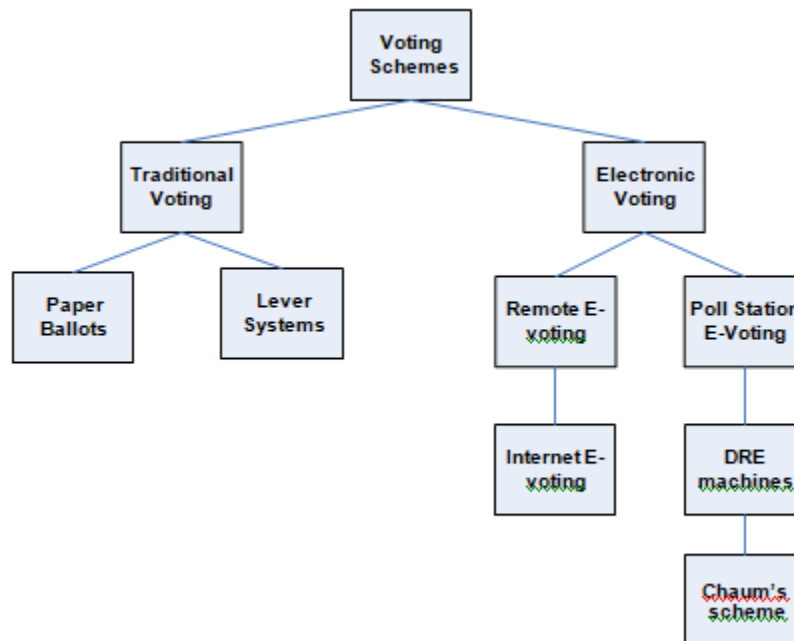 Voting
Schemes
Traditional
Voting
Electronic
Voting
Paper
Ballots
Lever
Systems
Remote E-
voting
Poll Station
E-Voting
Internet E-
voting
DRE
machines
Chaum's
scheme